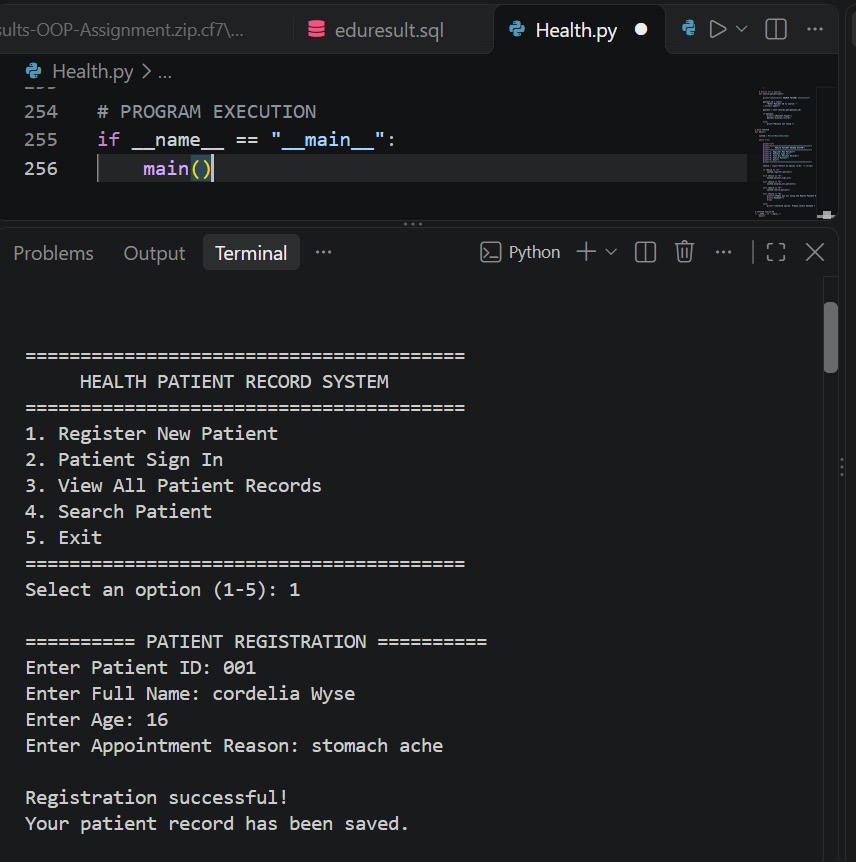 ults-OOP-Assignment.zip.cf7\...
eduresult.sql
Health.py
Health.py > ...
254 # PROGRAM EXECUTION
255 if __name__ == "__main__":
256 main()
Problems Output Terminal ... Python
========================================
HEALTH PATIENT RECORD SYSTEM
========================================
1. Register New Patient
2. Patient Sign In
3. View All Patient Records
4. Search Patient
5. Exit
========================================
Select an option (1-5): 1
========== PATIENT REGISTRATION ==========
Enter Patient ID: 001
Enter Full Name: cordelia Wyse
Enter Age: 16
Enter Appointment Reason: stomach ache
Registration successful!
Your patient record has been saved.